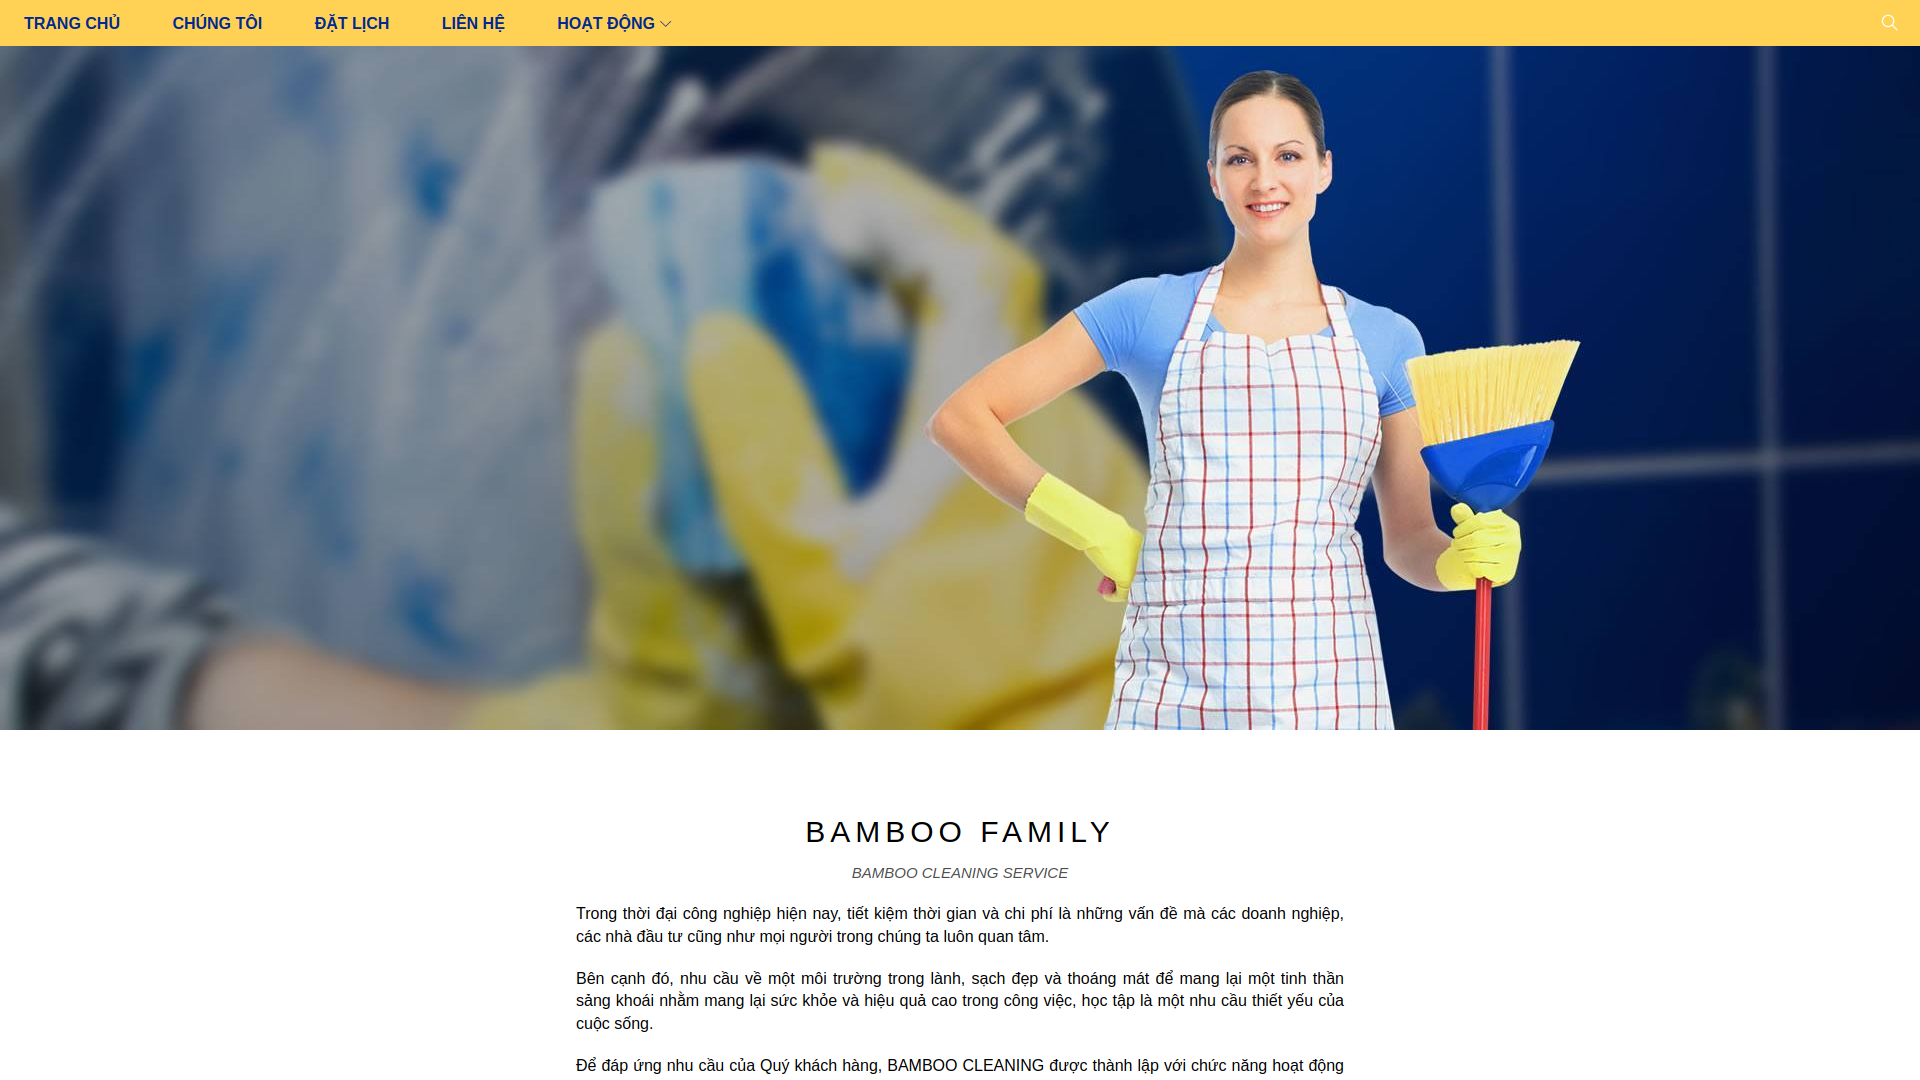 TRANG CHỦ
CHÚNG TÔI
ĐẶT LỊCH
LIÊN HỆ
HOẠT ĐỘNG
BAMBOO FAMILY
BAMBOO CLEANING SERVICE
Trong thời đại công nghiệp hiện nay, tiết kiệm thời gian và chi phí là những vấn đề mà các doanh nghiệp,
các nhà đầu tư cũng như mọi người trong chúng ta luôn quan tâm.
Bên cạnh đó, nhu cầu về một môi trường trong lành, sạch đẹp và thoáng mát để mang lại một tinh thần
sảng khoái nhằm mang lại sức khỏe và hiệu quả cao trong công việc, học tập là một nhu cầu thiết yếu của
cuộc sống.
Để đáp ứng nhu cầu của Quý khách hàng, BAMBOO CLEANING được thành lập với chức năng hoạt động